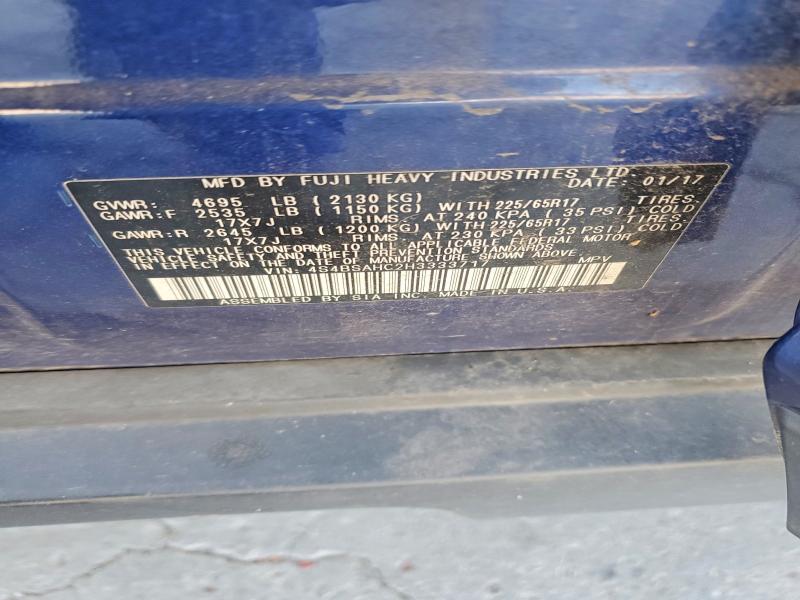 MFD BY FUJI HEAVY INDUSTRIES LTD.
DATE: 01/17
GVWR: 4695 LB ( 2130 KG)
GAWR:F 2535 LB ( 1150 KG) WITH 225/65R17 TIRES,
17X7J RIMS, AT 240 KPA ( 35 PSI) COLD
GAWR:R 2645 LB ( 1200 KG) WITH 225/65R17 TIRES,
17X7J RIMS, AT 230 KPA ( 33 PSI) COLD
THIS VEHICLE CONFORMS TO ALL APPLICABLE FEDERAL MOTOR
VEHICLE SAFETY AND THEFT PREVENTION STANDARDS
IN EFFECT ON THE DATE OF MANUFACTURE SHOWN ABOVE.
VIN: 4S4BSAHC2H3333717 MPV
ASSEMBLED BY SIA INC. MADE IN U.S.A